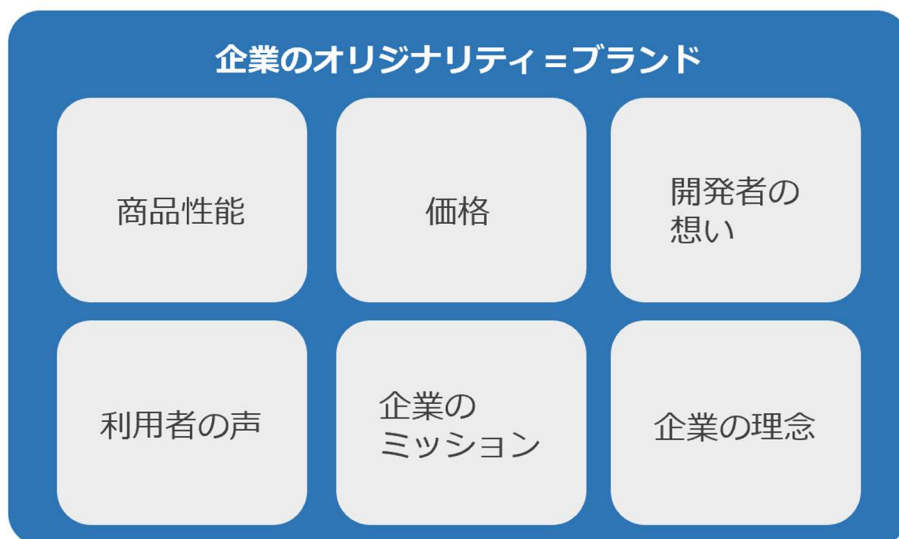 企業のオリジナリティ=ブランド
商品性能
価格
開発者の
想い
利用者の声
企業の
ミッション
企業の理念